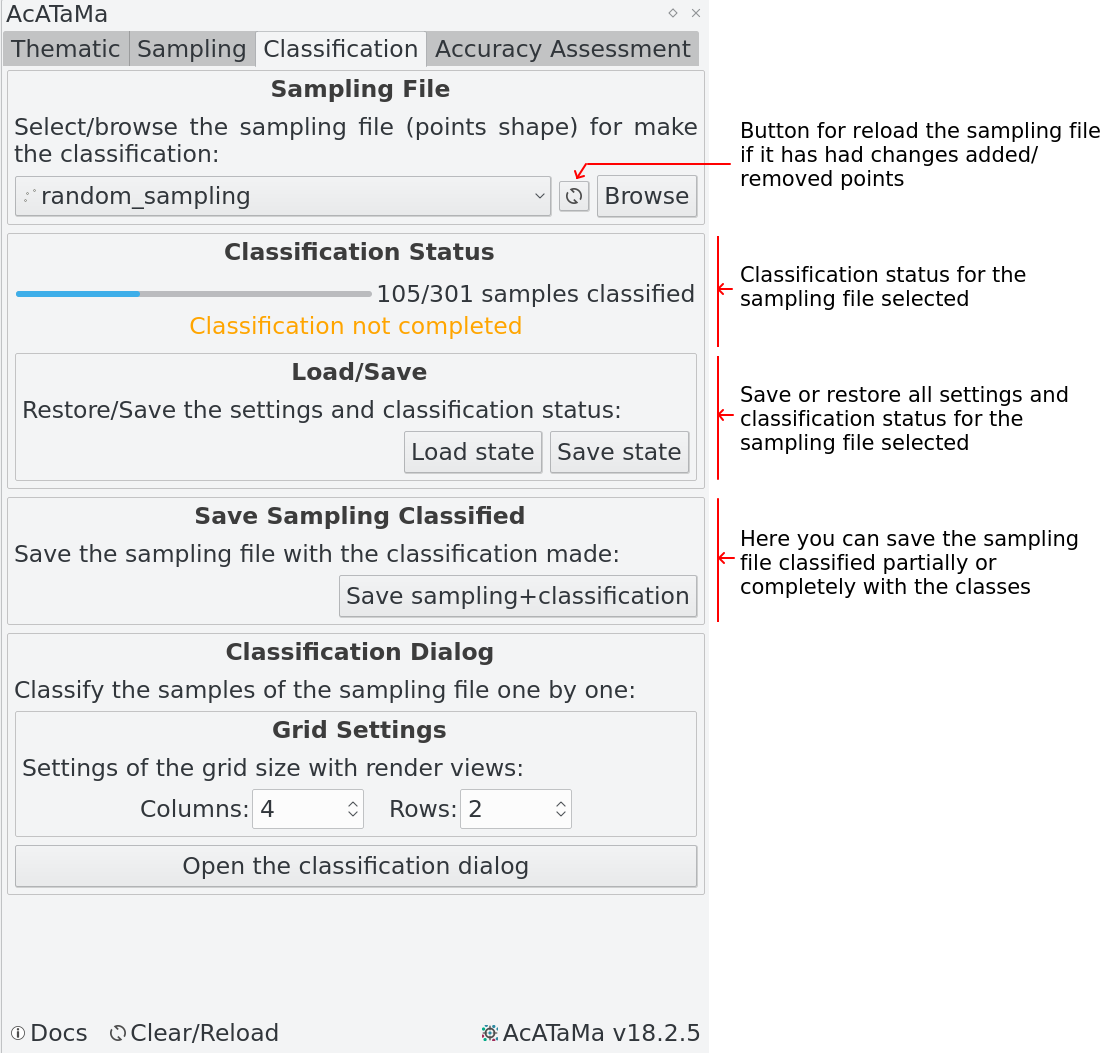 AcATaMa
Thematic Sampling Classification Accuracy Assessment
Sampling File
Select/browse the sampling file (points shape) for make
the classification:
random_sampling Browse
Button for reload the sampling file
if it has had changes added/
removed points
Classification Status
105/301 samples classified
Classification not completed
Classification status for the
sampling file selected
Load/Save
Restore/Save the settings and classification status:
Load state Save state
Save or restore all settings and
classification status for the
sampling file selected
Save Sampling Classified
Save the sampling file with the classification made:
Save sampling+classification
Here you can save the sampling
file classified partially or
completely with the classes
Classification Dialog
Classify the samples of the sampling file one by one:
Grid Settings
Settings of the grid size with render views:
Columns: 4 Rows: 2
Open the classification dialog
Docs Clear/Reload AcATaMa v18.2.5